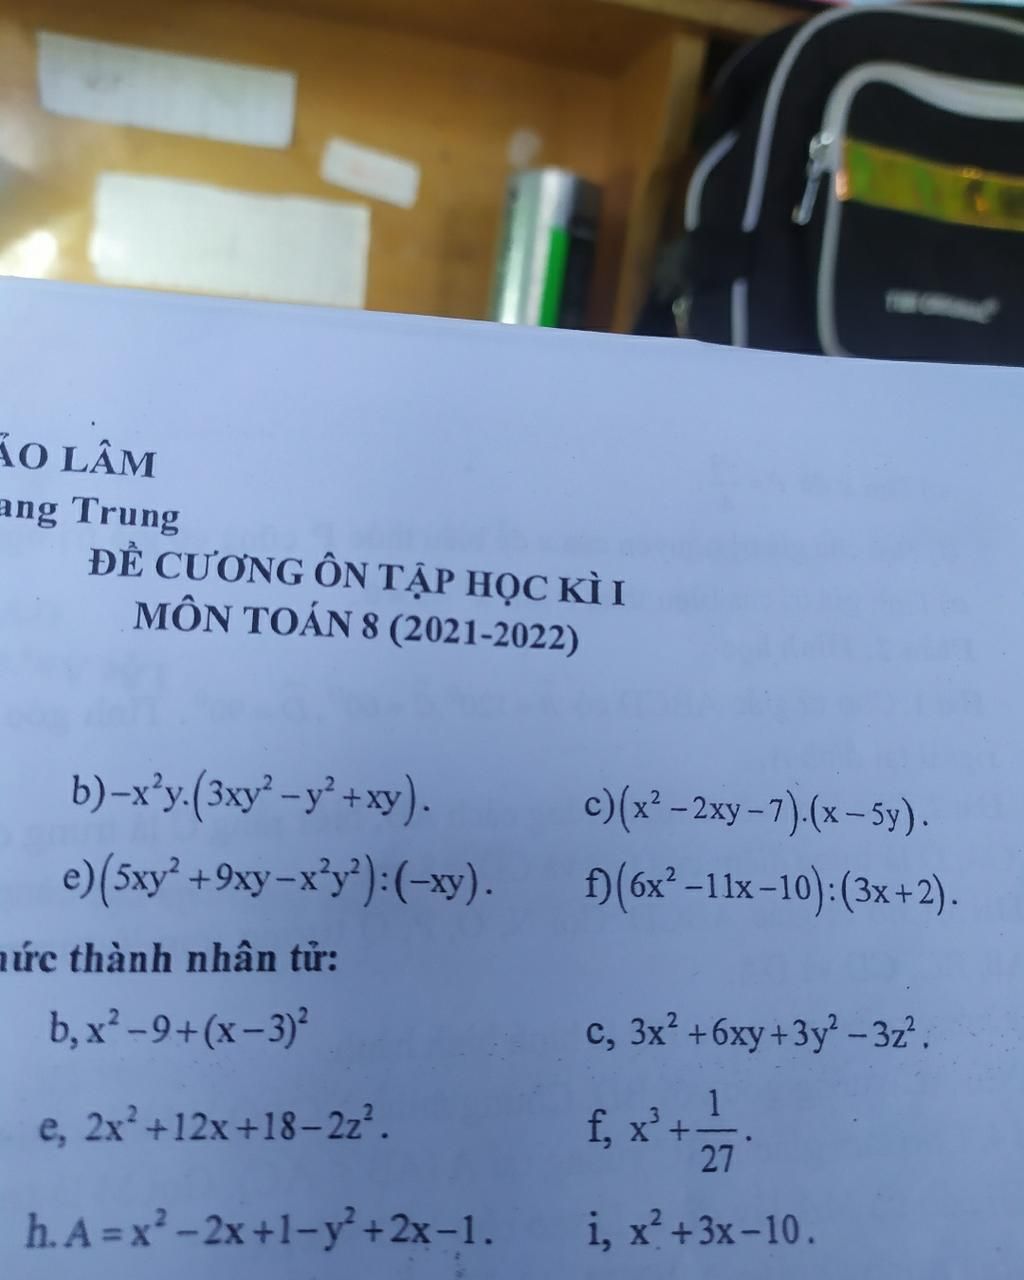 ẢO LÂM
ang Trung
ĐỀ CƯƠNG ÔN TẬP HỌC KÌ I
MÔN TOÁN 8 (2021-2022)
b)−x²y.(3xy²−y²+xy). c)(x²−2xy−7).(x−5y).
e)(5xy²+9xy−x²y²):(−xy). f)(6x²−11x−10):(3x+2).
hức thành nhân tử:
b, x²−9+(x−3)² c, 3x²+6xy+3y²−3z².
e, 2x²+12x+18−2z². f, x³+1/27.
h. A=x²−2x+1−y²+2x−1. i, x²+3x−10.